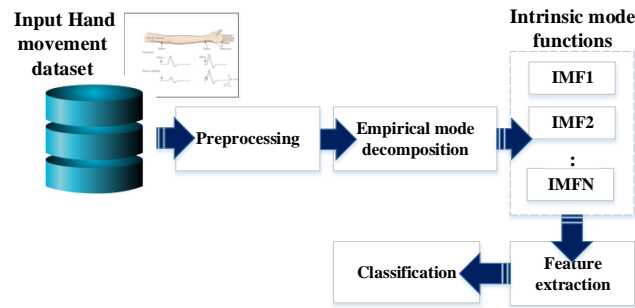 Input Hand
movement
dataset
Intrinsic mode
functions
IMF1
IMF2
:
IMFN
Preprocessing
Empirical mode
decomposition
Feature
extraction
Classification